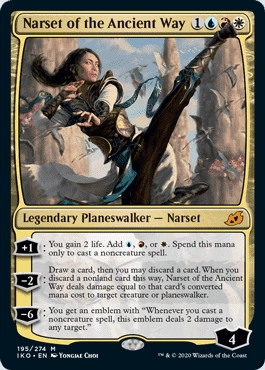 Narset of the Ancient Way 1
Legendary Planeswalker — Narset
+1 : You gain 2 life. Add , , or . Spend this mana
only to cast a noncreature spell.
−2 : Draw a card, then you may discard a card. When you
discard a nonland card this way, Narset of the Ancient
Way deals damage equal to that card's converted
mana cost to target creature or planeswalker.
−6 : You get an emblem with "Whenever you cast a
noncreature spell, this emblem deals 2 damage to
any target."
4
195/274 M
IKO • EN Yongjae Choi
™ & © 2020 Wizards of the Coast